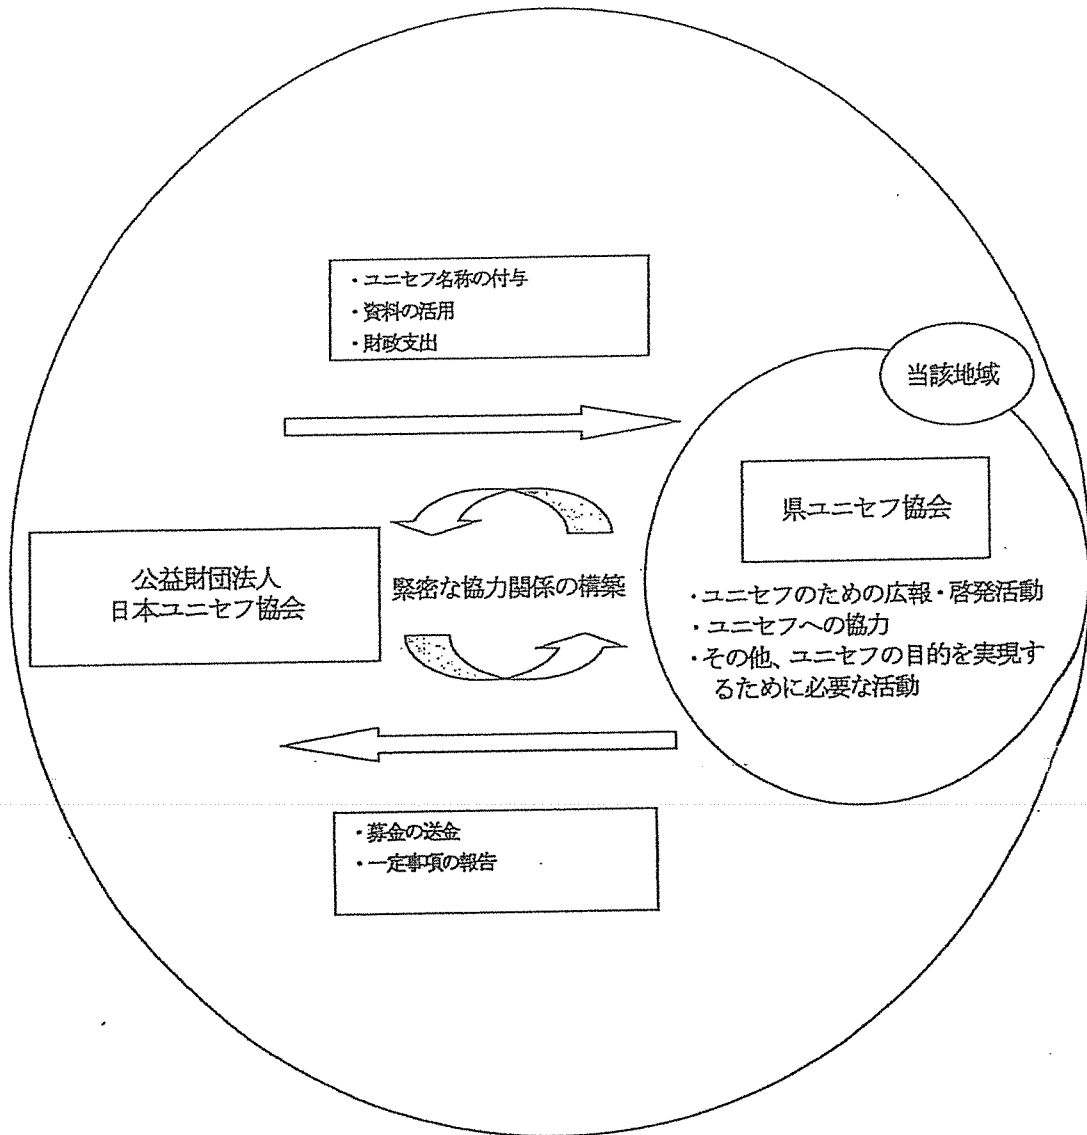 ・ユニセフ名称の付与
・資料の活用
・財政支出
当該地域
県ユニセフ協会
公益財団法人
日本ユニセフ協会
緊密な協力関係の構築
・ユニセフのための広報・啓発活動
・ユニセフへの協力
・その他、ユニセフの目的を実現す
るために必要な活動
・募金の送金
・一定事項の報告